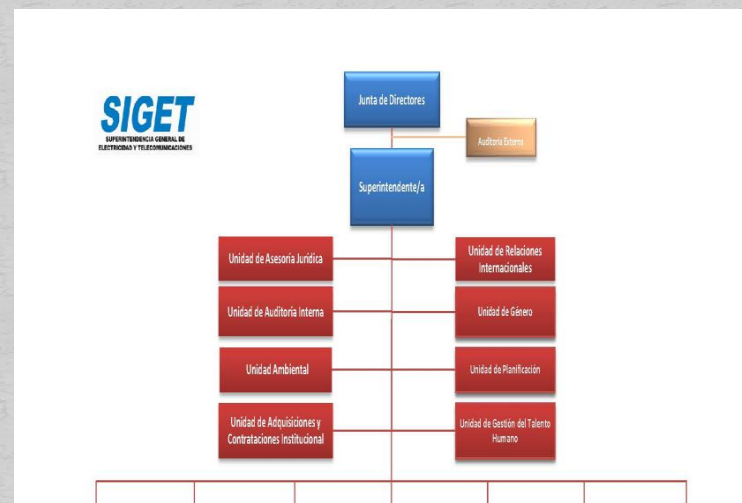 Junta de Directores
SIGET
SUPERINTENDENCIA GENERAL DE
ELECTRICIDAD Y TELECOMUNICACIONES
Auditoría Externa
Superintendente/a
Unidad de Asesoría Jurídica
Unidad de Relaciones
Internacionales
Unidad de Auditoría Interna
Unidad de Género
Unidad Ambiental
Unidad de Planificación
Unidad de Adquisiciones y
Contrataciones Institucional
Unidad de Gestión del Talento
Humano